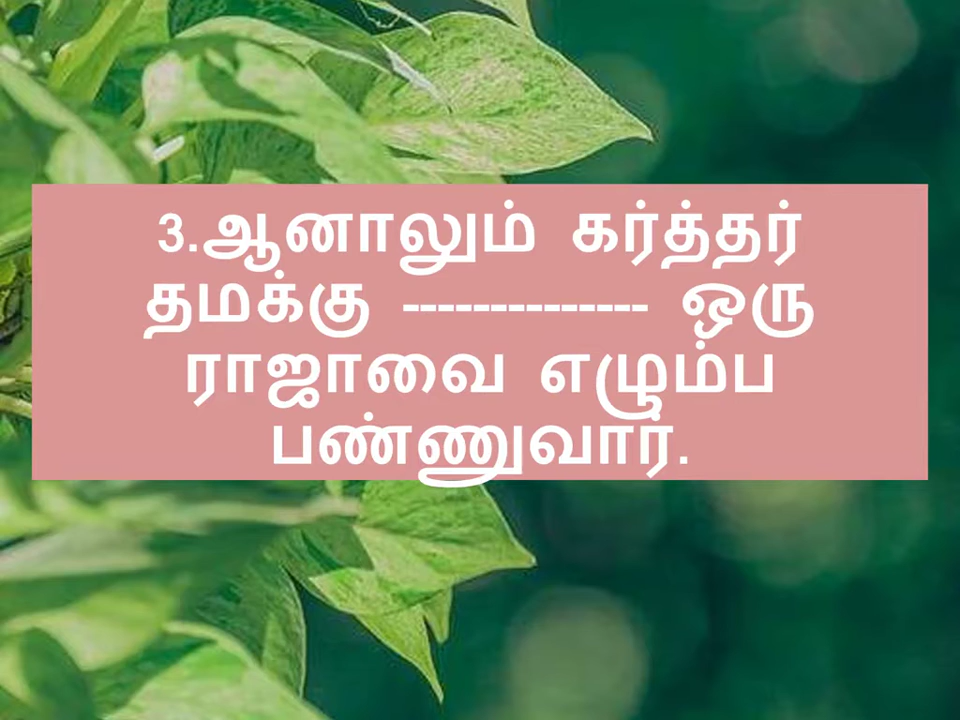 3.ஆனாலும் கர்த்தர்
தமக்கு -------------- ஒரு
ராஜாவை எழும்ப
பண்ணுவார்.